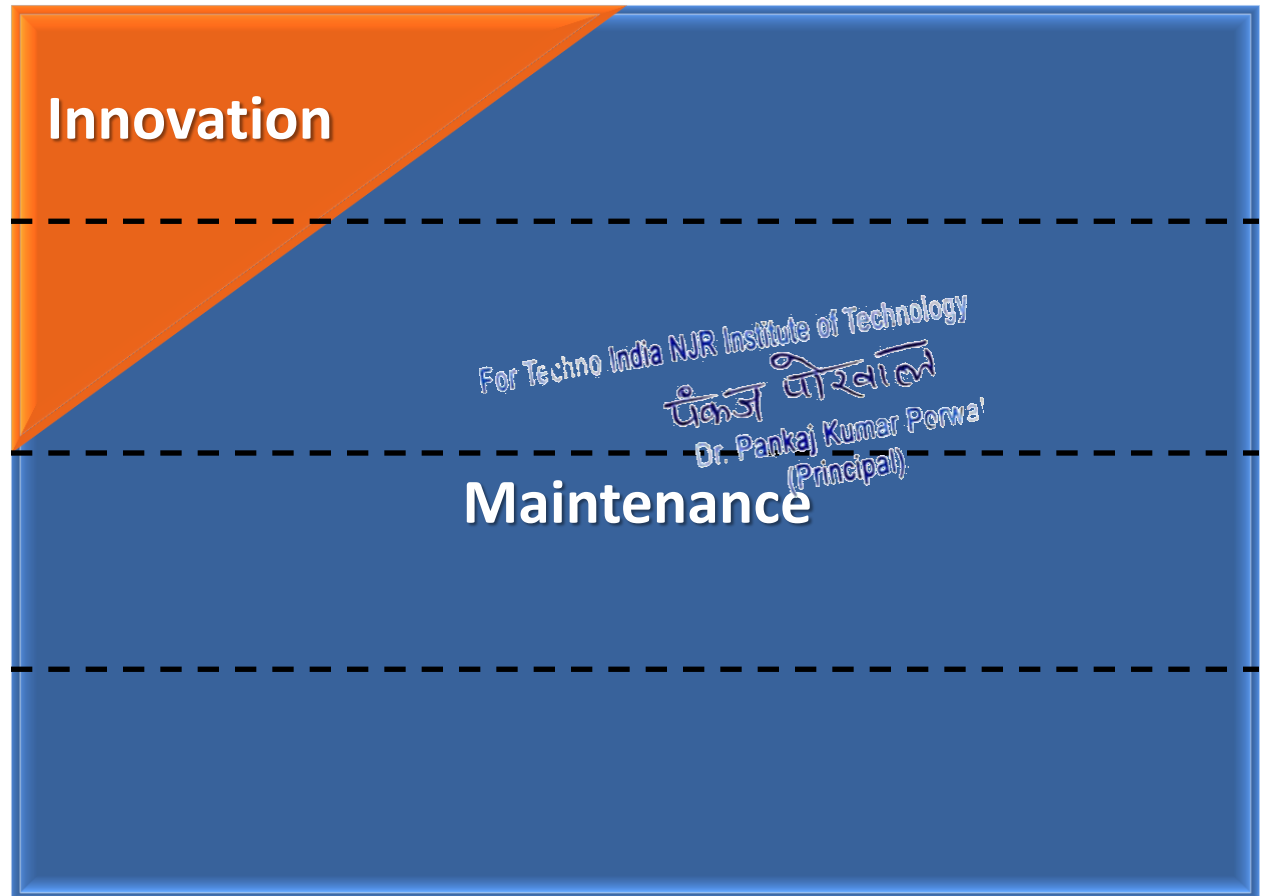 Innovation
For Techno India NJR Institute of Technology
पंकज पोरवाल
Dr. Pankaj Kumar Porwal
(Principal)
Maintenance